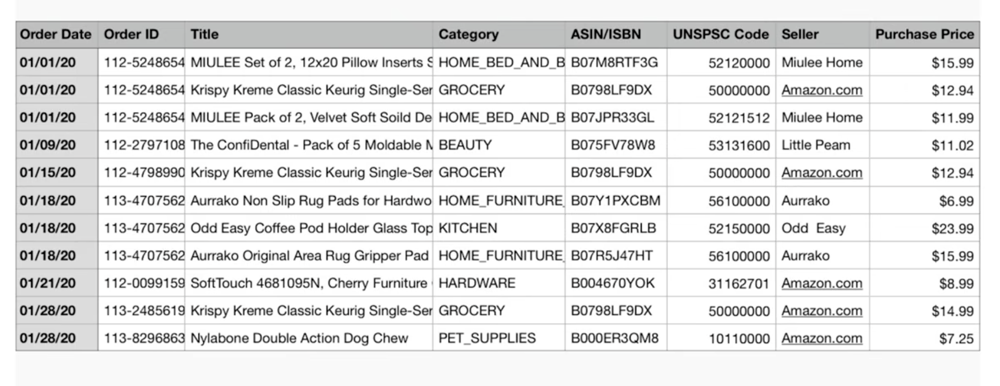 Order Date Order ID Title Category ASIN/ISBN UNSPSC Code Seller Purchase Price
01/01/20 112-5248654 MIULEE Set of 2, 12x20 Pillow Inserts S HOME_BED_AND_B B07M8RTF3G 52120000 Miulee Home $15.99
01/01/20 112-5248654 Krispy Kreme Classic Keurig Single-Ser GROCERY B0798LF9DX 50000000 Amazon.com $12.94
01/01/20 112-5248654 MIULEE Pack of 2, Velvet Soft Soild De HOME_BED_AND_B B07JPR33GL 52121512 Miulee Home $11.99
01/09/20 112-2797108 The ConfiDental - Pack of 5 Moldable M BEAUTY B075FV78W8 53131600 Little Peam $11.02
01/15/20 112-4798990 Krispy Kreme Classic Keurig Single-Ser GROCERY B0798LF9DX 50000000 Amazon.com $12.94
01/18/20 113-4707562 Aurrako Non Slip Rug Pads for Hardwo HOME_FURNITURE_ B07Y1PXCBM 56100000 Aurrako $6.99
01/18/20 113-4707562 Odd Easy Coffee Pod Holder Glass Top KITCHEN B07X8FGRLB 52150000 Odd Easy $23.99
01/18/20 113-4707562 Aurrako Original Area Rug Gripper Pad HOME_FURNITURE_ B07R5J47HT 56100000 Aurrako $15.99
01/21/20 112-0099159 SoftTouch 4681095N, Cherry Furniture HARDWARE B004670YOK 31162701 Amazon.com $8.99
01/28/20 113-2485619 Krispy Kreme Classic Keurig Single-Ser GROCERY B0798LF9DX 50000000 Amazon.com $14.99
01/28/20 113-8296863 Nylabone Double Action Dog Chew PET_SUPPLIES B000ER3QM8 10110000 Amazon.com $7.25